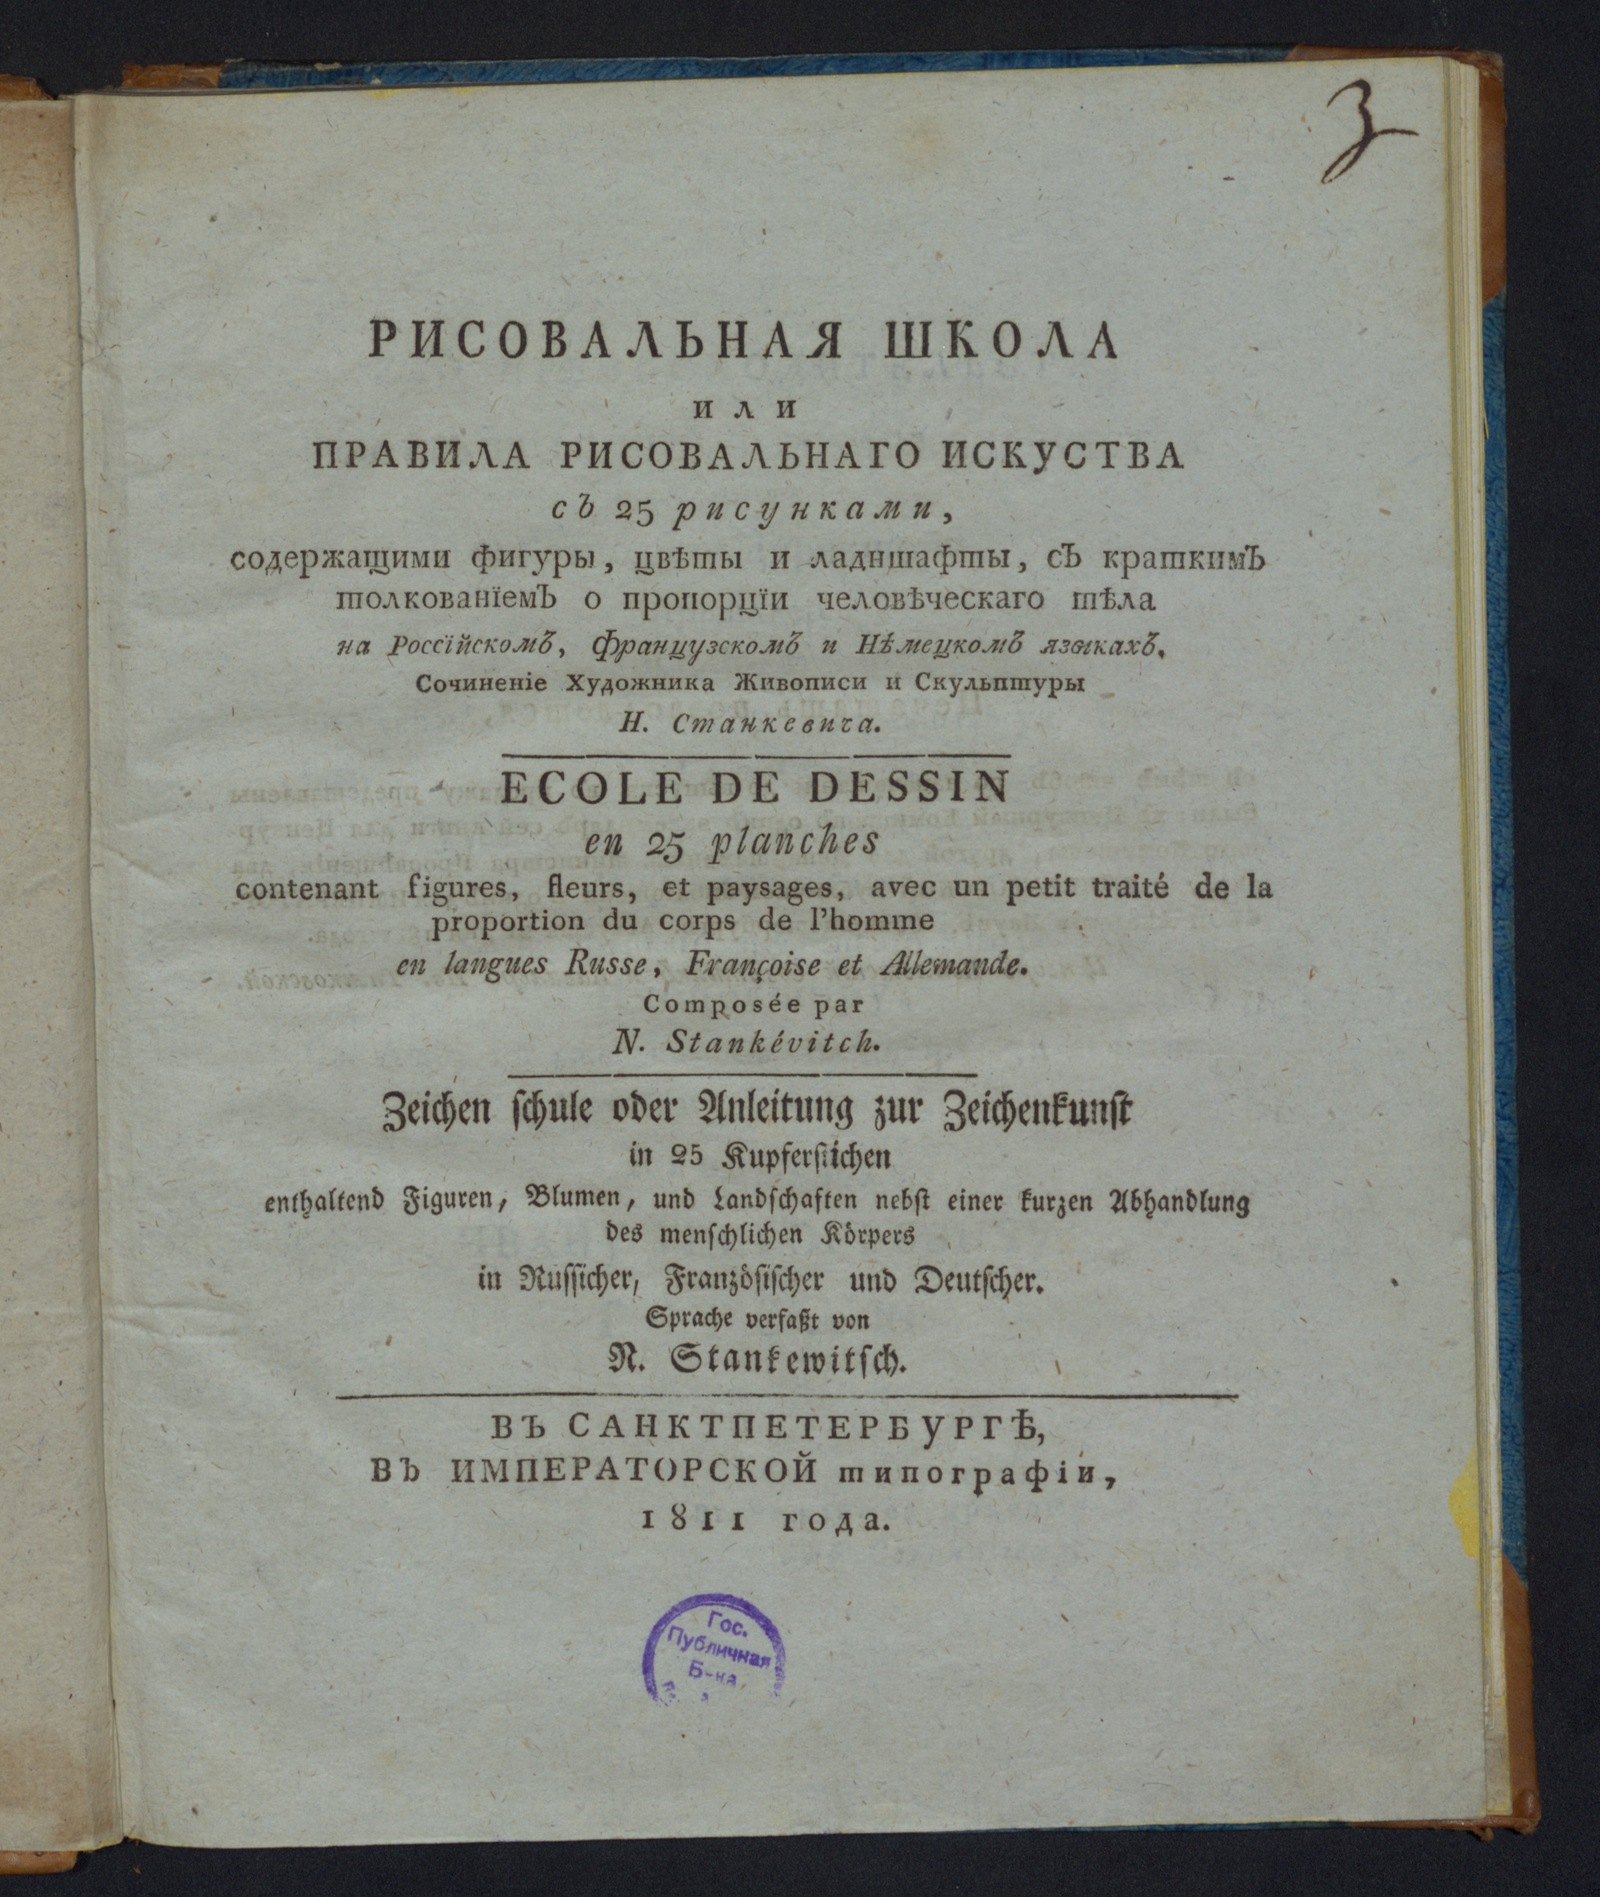 3
РИСОВАЛЬНАЯ ШКОЛА
ИЛИ
ПРАВИЛА РИСОВАЛЬНАГО ИСКУСТВА
съ 25 рисунками,
содержащими фигуры, цвѣты и ладншафты, съ краткимъ
толкованїемъ о пропорцїи человѣческаго тѣла
на Россїйскомъ, Французскомъ и Нѣмецкомъ языкахъ.
Сочиненіе Художника Живописи и Скульптуры
Н. Станкевича.
ECOLE DE DESSIN
en 25 planches
contenant figures, fleurs, et paysages, avec un petit traité de la
proportion du corps de l'homme
en langues Russe, Françoise et Allemande.
Composée par
N. Stankévitch.
Zeichen ſchule oder Anleitung zur Zeichenkunſt
in 25 Kupferſtichen
enthaltend Figuren, Blumen, und Landſchaften nebſt einer kurzen Abhandlung
des menſchlichen Körpers
in Ruſſicher, Franzöſiſcher und Deutſcher.
Sprache verfaßt von
N. Stankewitſch.
ВЪ САНКТПЕТЕРБУРГѢ,
ВЪ ИМПЕРАТОРСКОЙ типографіи,
1811 года.
Гос.
Публичная
Б-ка